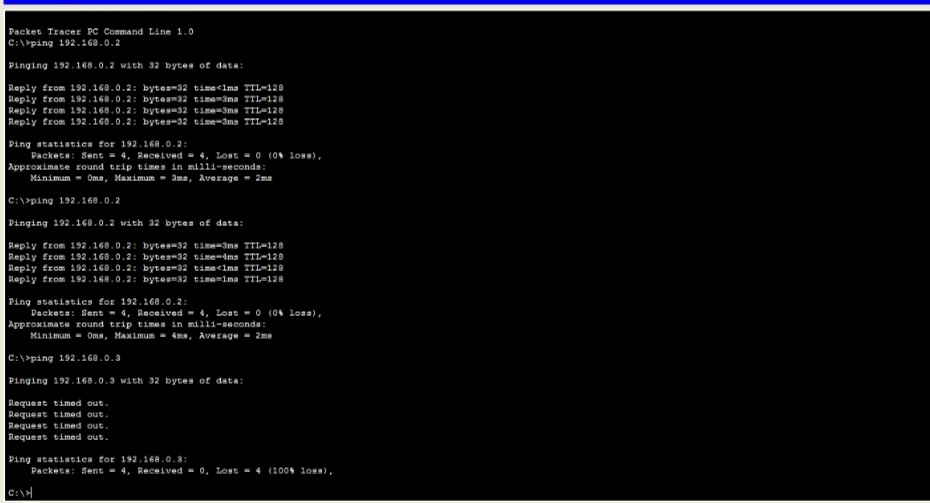 Packet Tracer PC Command Line 1.0
C:\>ping 192.168.0.2
Pinging 192.168.0.2 with 32 bytes of data:
Reply from 192.168.0.2: bytes=32 time<1ms TTL=128
Reply from 192.168.0.2: bytes=32 time=3ms TTL=128
Reply from 192.168.0.2: bytes=32 time=3ms TTL=128
Reply from 192.168.0.2: bytes=32 time=3ms TTL=128
Ping statistics for 192.168.0.2:
Packets: Sent = 4, Received = 4, Lost = 0 (0% loss),
Approximate round trip times in milli-seconds:
Minimum = 0ms, Maximum = 3ms, Average = 2ms
C:\>ping 192.168.0.2
Pinging 192.168.0.2 with 32 bytes of data:
Reply from 192.168.0.2: bytes=32 time=3ms TTL=128
Reply from 192.168.0.2: bytes=32 time=4ms TTL=128
Reply from 192.168.0.2: bytes=32 time<1ms TTL=128
Reply from 192.168.0.2: bytes=32 time=1ms TTL=128
Ping statistics for 192.168.0.2:
Packets: Sent = 4, Received = 4, Lost = 0 (0% loss),
Approximate round trip times in milli-seconds:
Minimum = 0ms, Maximum = 4ms, Average = 2ms
C:\>ping 192.168.0.3
Pinging 192.168.0.3 with 32 bytes of data:
Request timed out.
Request timed out.
Request timed out.
Request timed out.
Ping statistics for 192.168.0.3:
Packets: Sent = 4, Received = 0, Lost = 4 (100% loss),
C:\>